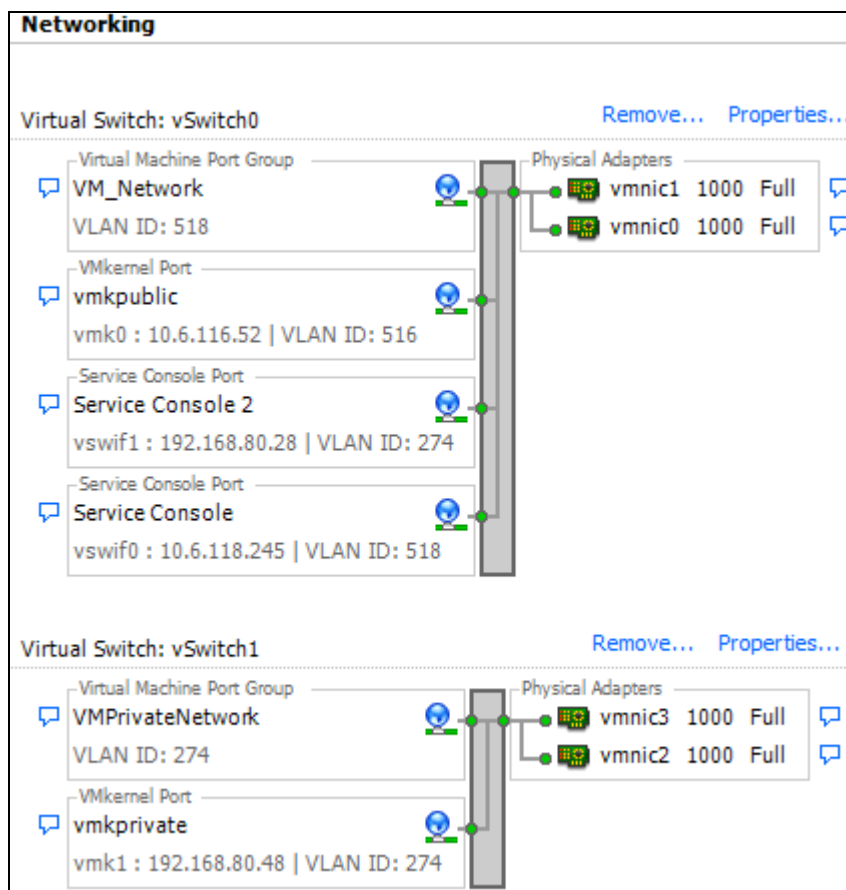 Networking
Virtual Switch: vSwitch0 Remove... Properties...
Virtual Machine Port Group
VM_Network
VLAN ID: 518
Physical Adapters
vmnic1 1000 Full
vmnic0 1000 Full
VMkernel Port
vmkpublic
vmk0 : 10.6.116.52 | VLAN ID: 516
Service Console Port
Service Console 2
vswif1 : 192.168.80.28 | VLAN ID: 274
Service Console Port
Service Console
vswif0 : 10.6.118.245 | VLAN ID: 518
Virtual Switch: vSwitch1 Remove... Properties...
Virtual Machine Port Group
VMPrivateNetwork
VLAN ID: 274
Physical Adapters
vmnic3 1000 Full
vmnic2 1000 Full
VMkernel Port
vmkprivate
vmk1 : 192.168.80.48 | VLAN ID: 274